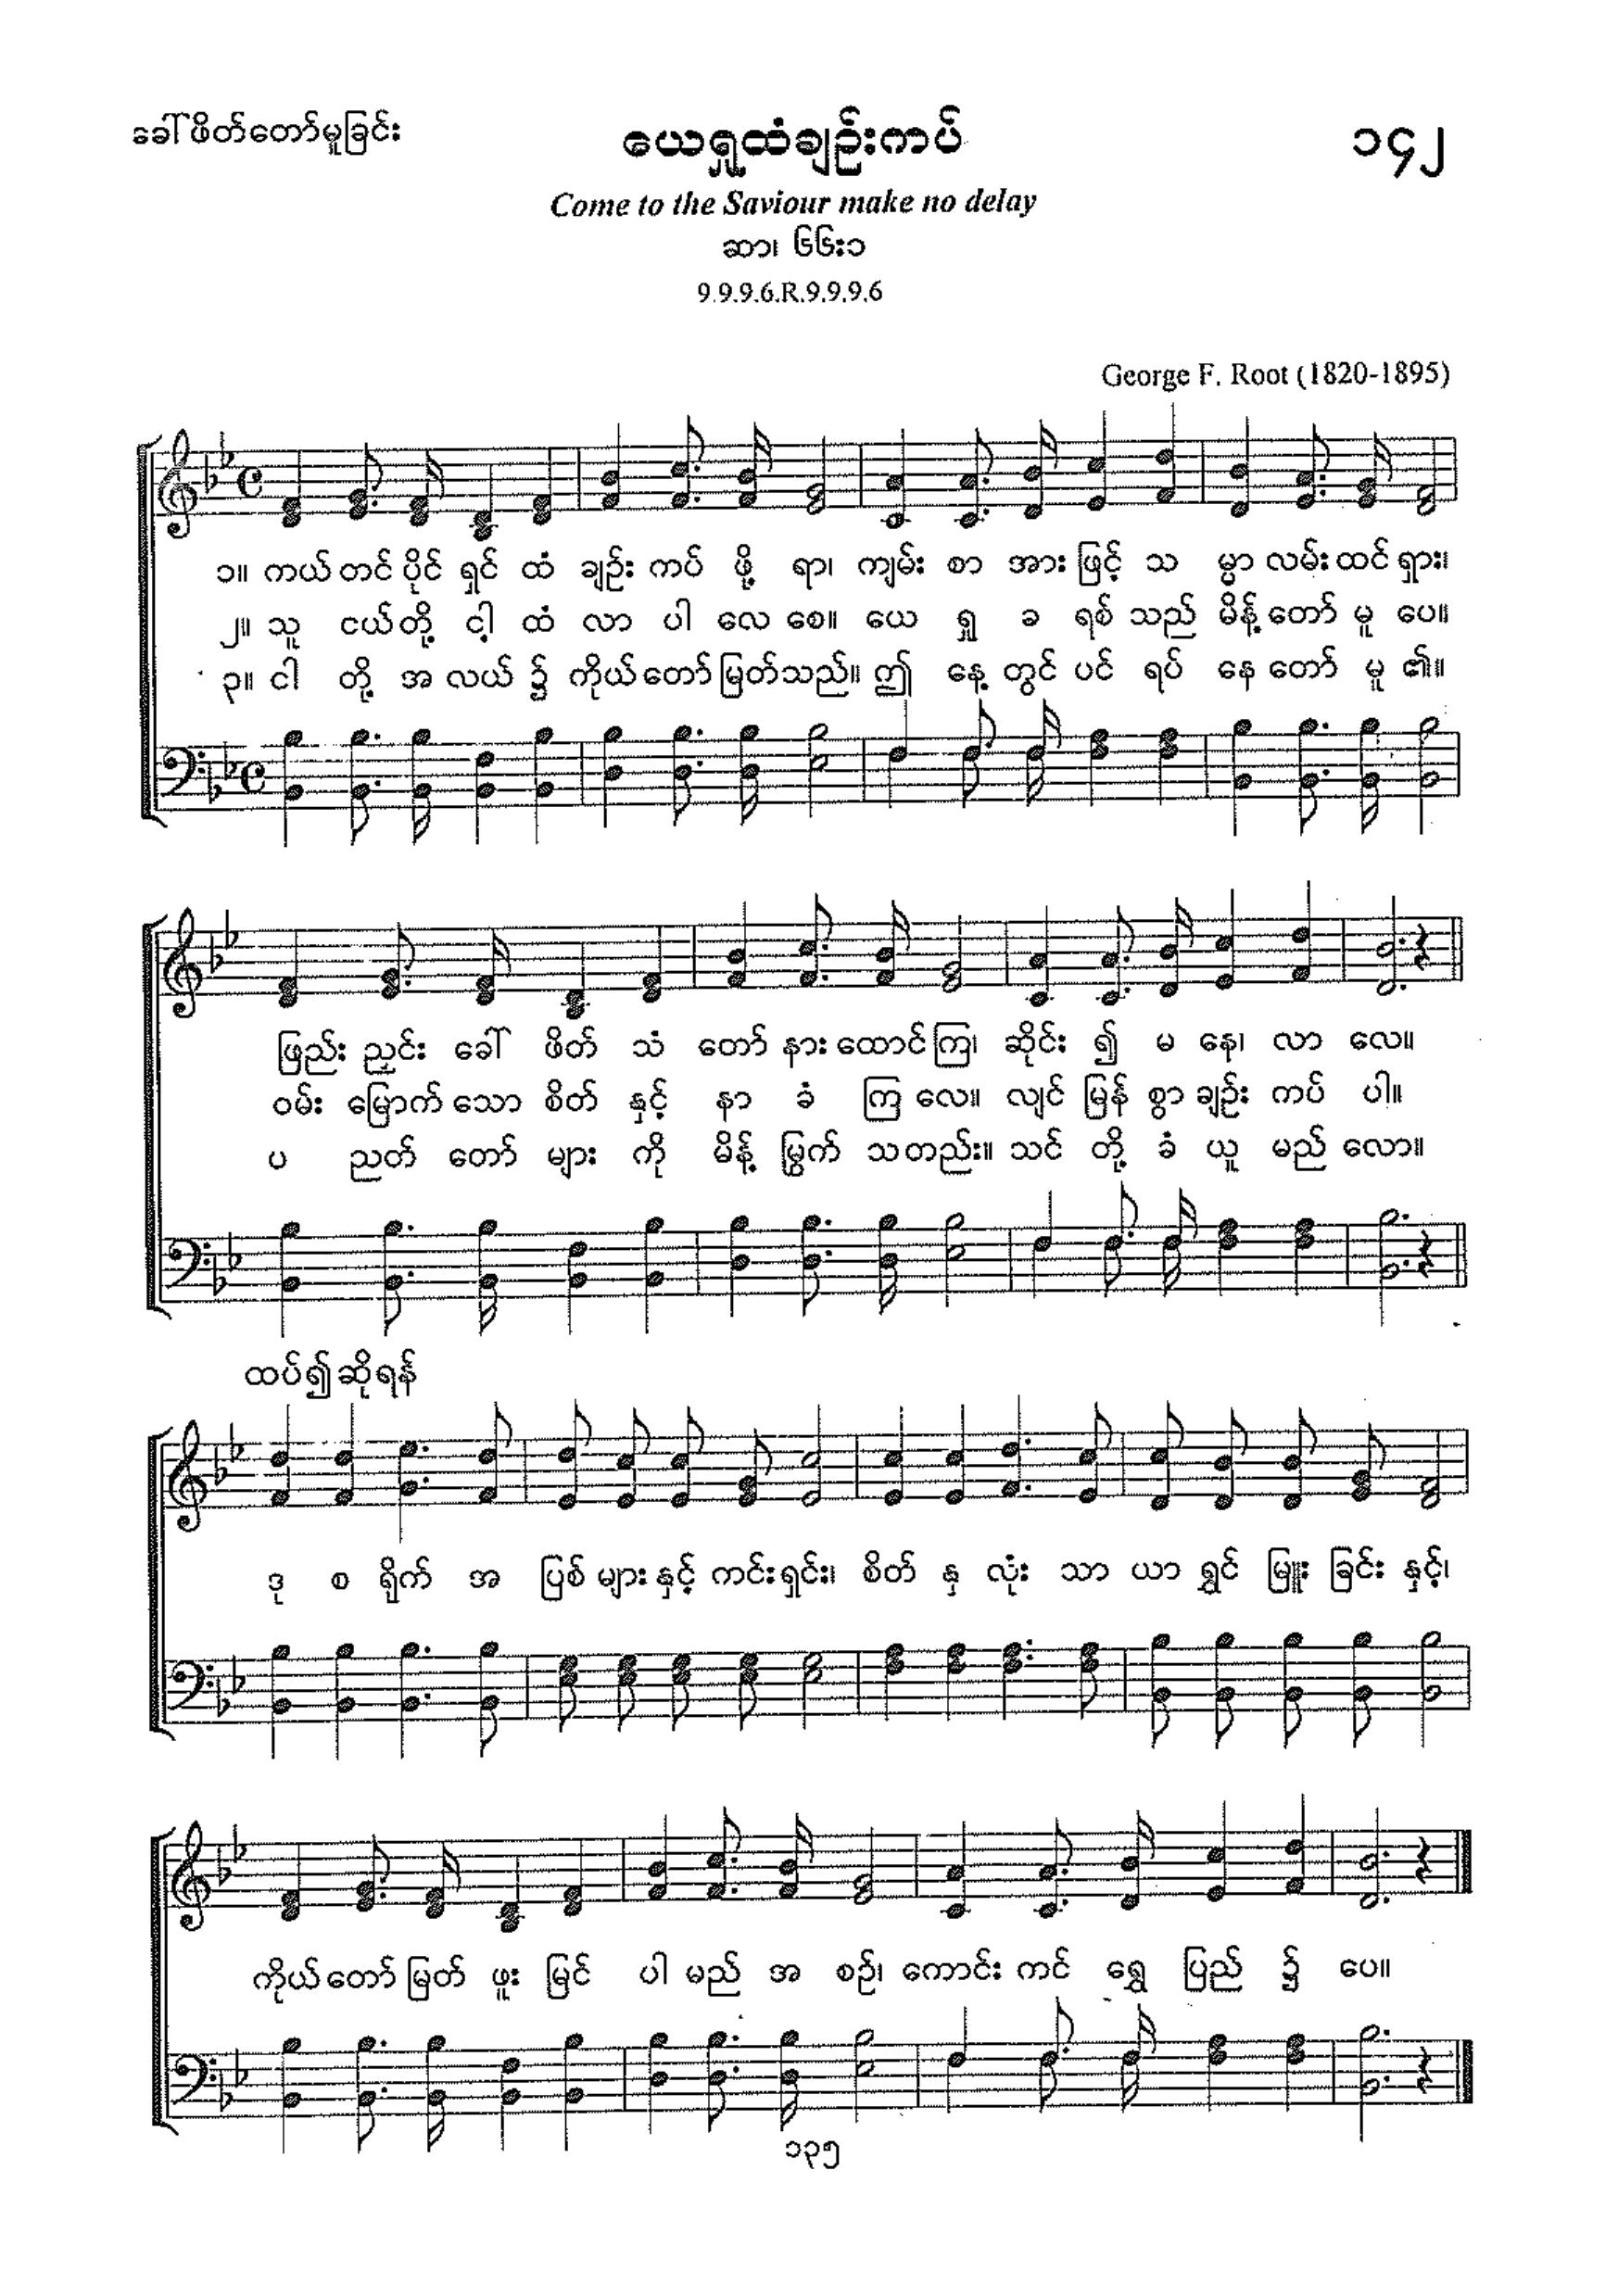 ခေါ်ဖိတ်တော်မူခြင်း
ယေရှုထံချဉ်းကပ်
၁၄၂
Come to the Saviour make no delay
ဆာ၊ ၆၆း၁
9.9.9.6.R.9.9.9.6
George F. Root (1820-1895)
၁။ ကယ် တင် ပိုင် ရှင် ထံ ချဉ်း ကပ် ဖို့ ရာ၊ ကျမ်း စာ အား ဖြင့် သ မ္မာ လမ်း ထင် ရှား။
၂။ သူ ငယ် တို့ ငါ့ ထံ လာ ပါ လေ စေ။ ယေ ရှု ခ ရစ် သည် မိန့် တော် မူ ပေ။
၃။ ငါ တို့ အ လယ် ၌ ကိုယ် တော် မြတ် သည်။ ဤ နေ့ တွင် ပင် ရပ် နေ တော် မူ ၏။
ဖြည်း ညှင်း ခေါ် ဖိတ် သံ တော် နား ထောင် ကြ၊ ဆိုင်း ၍ မ နေ၊ လာ လေ။
ဝမ်း မြောက် သော စိတ် နှင့် နာ ခံ ကြ လေ။ လျင် မြန် စွာ ချဉ်း ကပ် ပါ။
ပ ညတ် တော် များ ကို မိန့် မြွက် သ တည်း။ သင် တို့ ခံ ယူ မည် လော။
ထပ်၍ဆိုရန်
ဒု စ ရိုက် အ ပြစ် များ နှင့် ကင်း ရှင်း၊ စိတ် နှ လုံး သာ ယာ ရွှင် မြူး ခြင်း နှင့်၊
ကိုယ် တော် မြတ် ဖူး မြင် ပါ မည် အ စဉ်၊ ကောင်း ကင် ရွှေ ပြည် ၌ ပေ။
၁၃၅